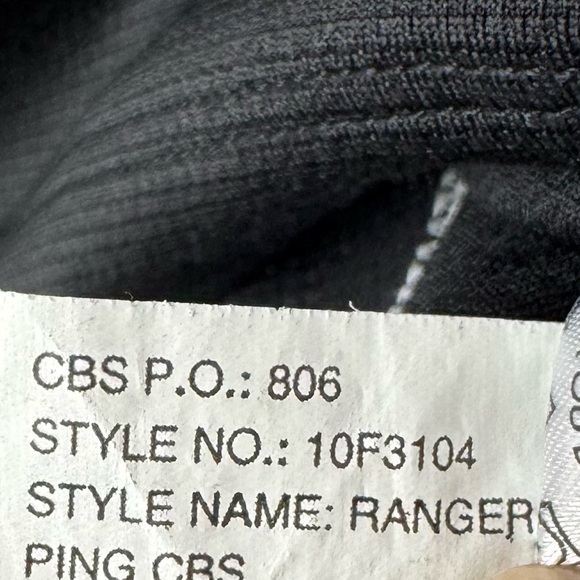 CBS P.O.: 806
STYLE NO.: 10F3104
STYLE NAME: RANGER
PING CBS